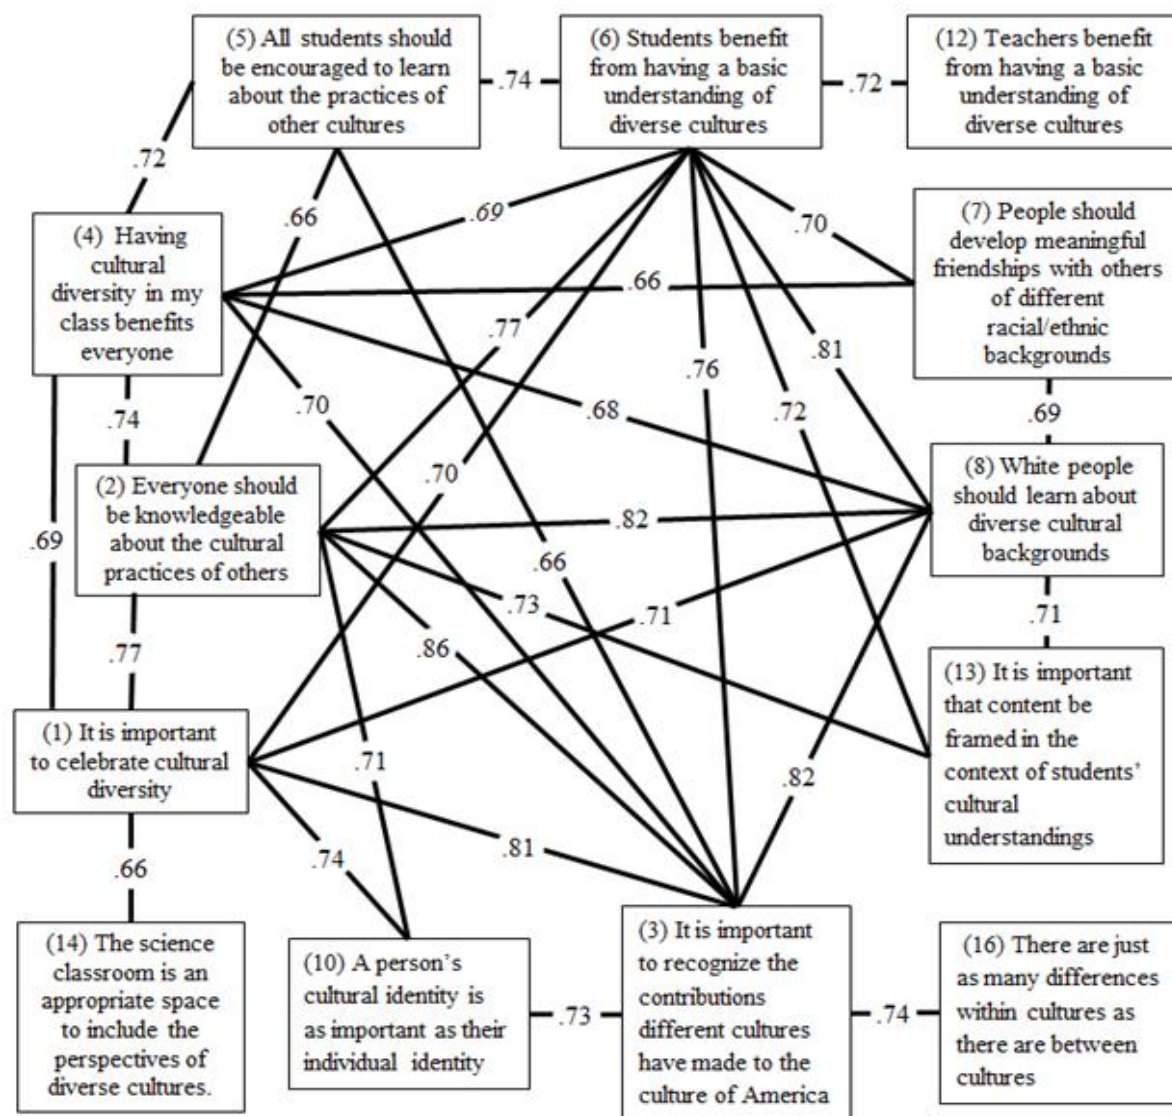 (5) All students should
be encouraged to learn
about the practices of
other cultures
.74
(6) Students benefit
from having a basic
understanding of
diverse cultures
.72
(12) Teachers benefit
from having a basic
understanding of
diverse cultures
.72
.66
.69
.70
(4) Having
cultural
diversity in my
class benefits
everyone
.66
(7) People should
develop meaningful
friendships with others
of different
racial/ethnic
backgrounds
.77
.81
.76
.74
.70
.68
.72
.69
(2) Everyone should
be knowledgeable
about the cultural
practices of others
.70
.82
(8) White people
should learn about
diverse cultural
backgrounds
.69
.66
.73
.71
.71
.77
.86
(13) It is important
that content be
framed in the
context of students’
cultural
understandings
(1) It is important
to celebrate cultural
diversity
.71
.82
.74
.81
.66
(14) The science
classroom is an
appropriate space
to include the
perspectives of
diverse cultures.
(10) A person’s
cultural identity is
as important as their
individual identity
.73
(3) It is important
to recognize the
contributions
different cultures
have made to the
culture of America
.74
(16) There are just
as many differences
within cultures as
there are between
cultures